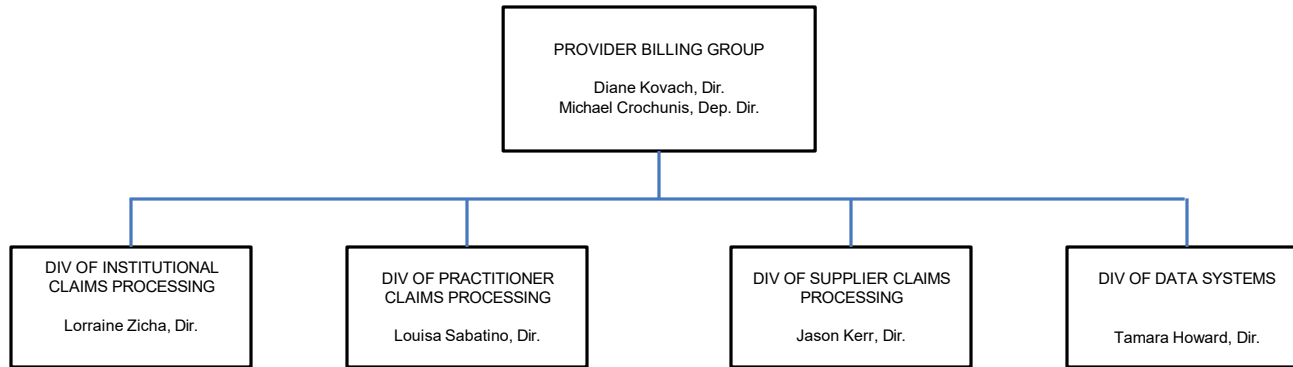 PROVIDER BILLING GROUP
Diane Kovach, Dir.
Michael Crochunis, Dep. Dir.
DIV OF INSTITUTIONAL
CLAIMS PROCESSING
Lorraine Zicha, Dir.
DIV OF PRACTITIONER
CLAIMS PROCESSING
Louisa Sabatino, Dir.
DIV OF SUPPLIER CLAIMS
PROCESSING
Jason Kerr, Dir.
DIV OF DATA SYSTEMS
Tamara Howard, Dir.